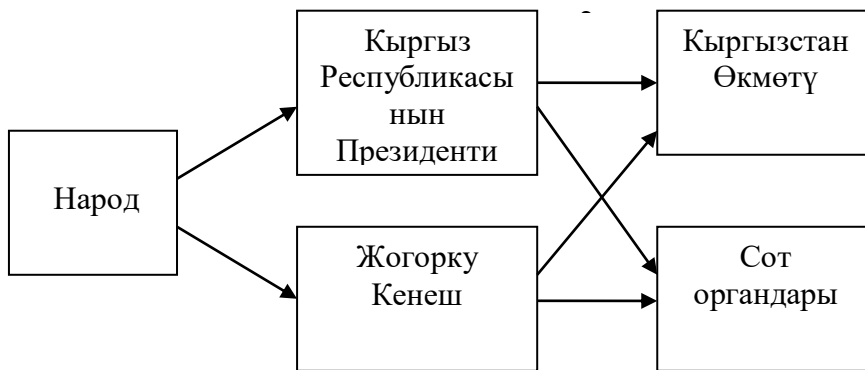 Народ
Кыргыз
Республикасы
нын
Президенти
Жогорку
Кенеш
Кыргызстан
Өкмөтү
Сот
органдары